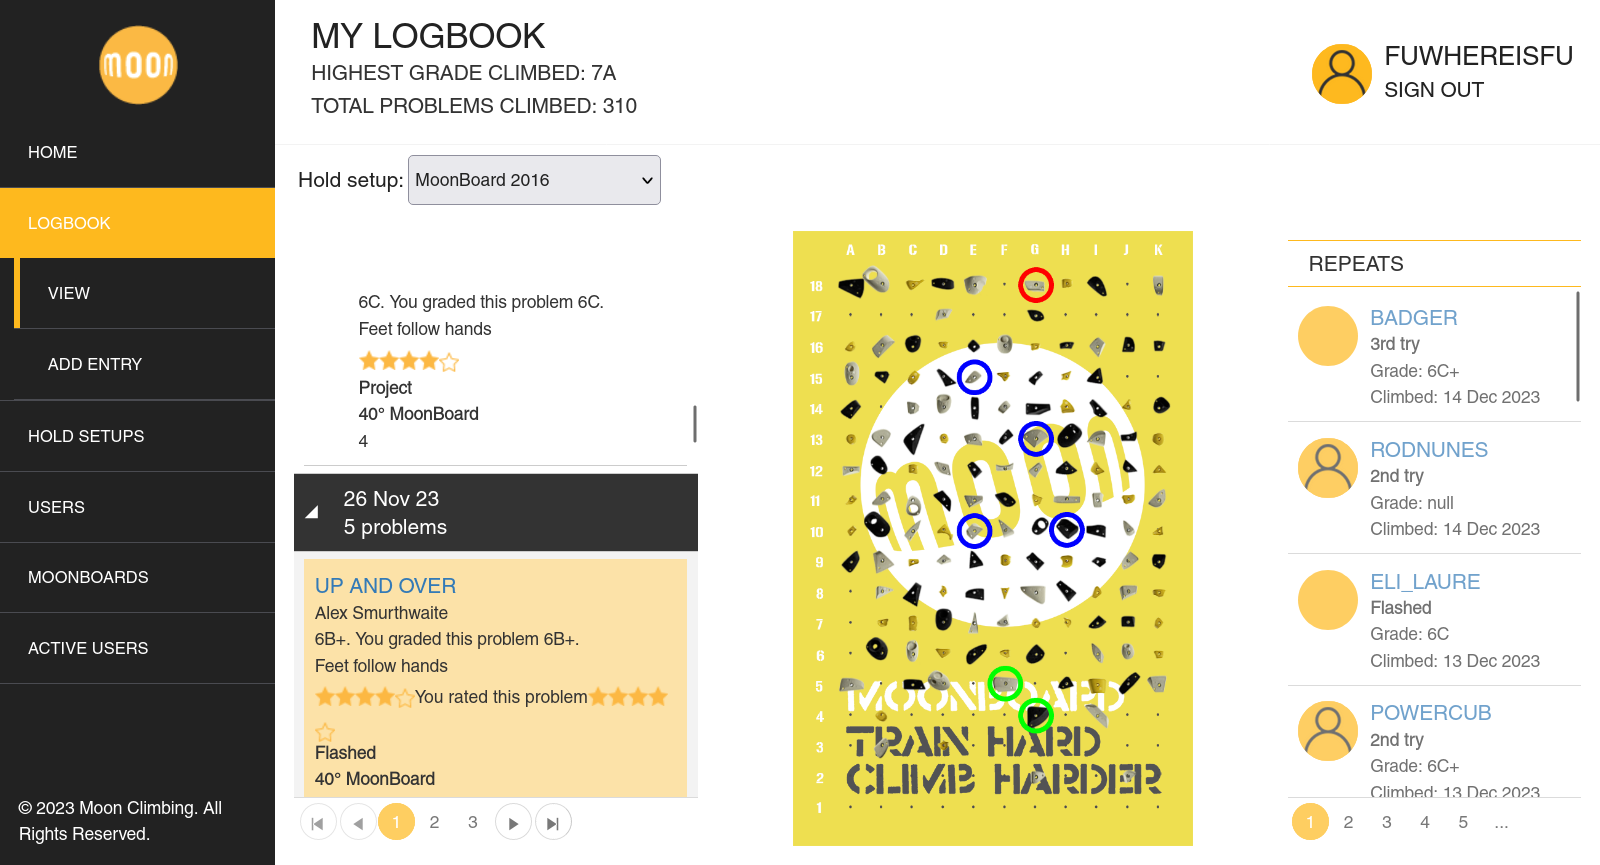 moon
HOME
LOGBOOK
VIEW
ADD ENTRY
HOLD SETUPS
USERS
MOONBOARDS
ACTIVE USERS
© 2023 Moon Climbing. All
Rights Reserved.
MY LOGBOOK
HIGHEST GRADE CLIMBED: 7A
TOTAL PROBLEMS CLIMBED: 310
FUWHEREISFU
SIGN OUT
Hold setup: MoonBoard 2016
6C. You graded this problem 6C.
Feet follow hands
Project
40° MoonBoard
4
26 Nov 23
5 problems
UP AND OVER
Alex Smurthwaite
6B+. You graded this problem 6B+.
Feet follow hands
You rated this problem
Flashed
40° MoonBoard
1 2 3
A B C D E F G H I J K
18
17
16
15
14
13
12
11
10
9
8
7
6
5
4
3
2
1
moon
MOONBOARD
TRAIN HARD
CLIMB HARDER
REPEATS
BADGER
3rd try
Grade: 6C+
Climbed: 14 Dec 2023
RODNUNES
2nd try
Grade: null
Climbed: 14 Dec 2023
ELI_LAURE
Flashed
Grade: 6C
Climbed: 13 Dec 2023
POWERCUB
2nd try
Grade: 6C+
Climbed: 13 Dec 2023
1 2 3 4 5 ...